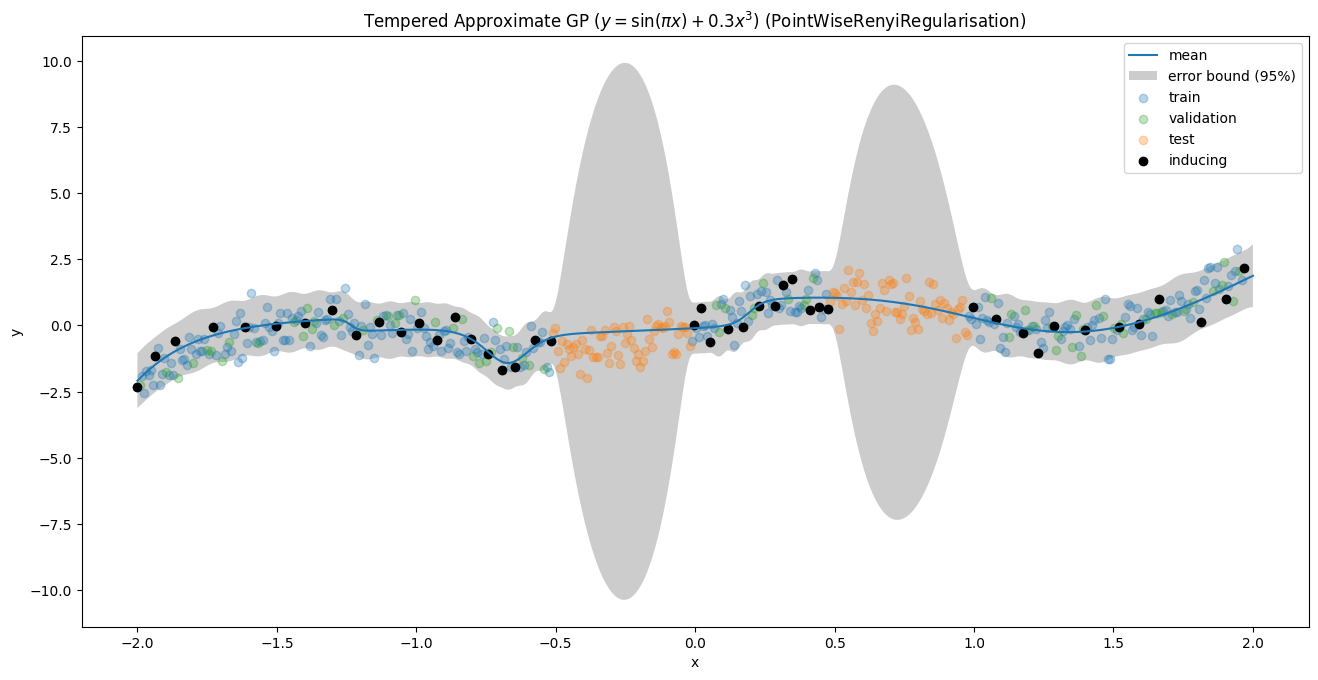 Tempered Approximate GP (y = sin(πx) + 0.3x³) (PointWiseRenyiRegularisation)
mean
error bound (95%)
train
validation
test
inducing
10.0
7.5
5.0
2.5
0.0
−2.5
−5.0
−7.5
−10.0
y
−2.0 −1.5 −1.0 −0.5 0.0 0.5 1.0 1.5 2.0
x